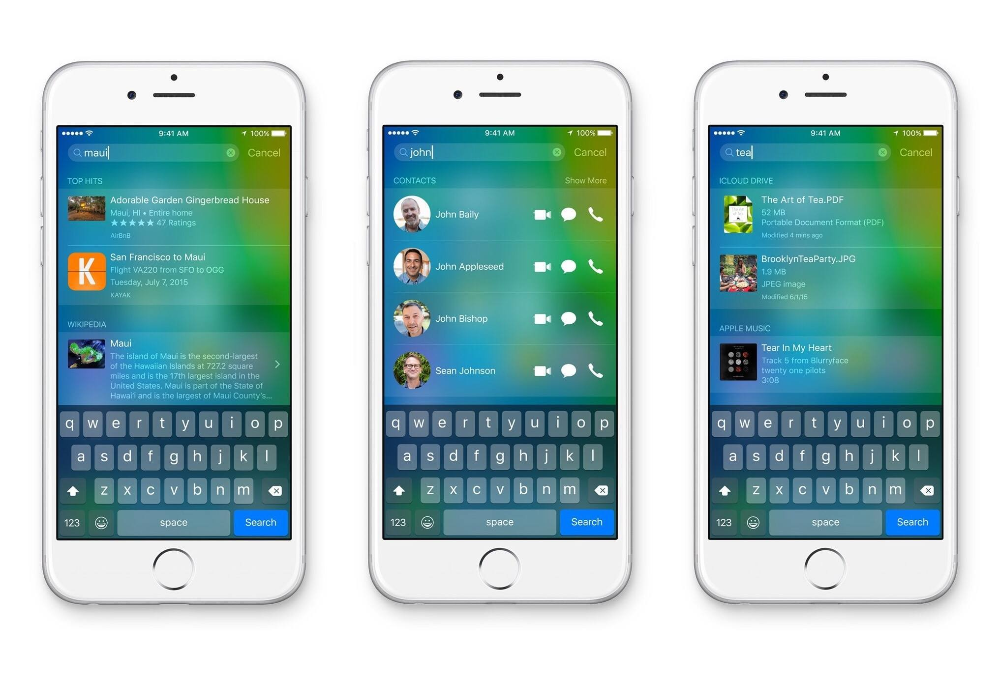 9:41 AM
100%
maui
Cancel
TOP HITS
Adorable Garden Gingerbread House
Maui, HI • Entire home
★★★★★ 47 Ratings
AirBnB
K
San Francisco to Maui
Flight VA220 from SFO to OGG
Tuesday, July 7, 2015
KAYAK
WIKIPEDIA
Maui
The island of Maui is the second-largest
of the Hawaiian Islands at 727.2 square
miles and is the 17th largest island in the
United States. Maui is part of the State of
Hawai'i and is the largest of Maui County's...
q w e r t y u i o p
a s d f g h j k l
z x c v b n m
123 space Search
9:41 AM
100%
john
Cancel
CONTACTS
Show More
John Baily
John Appleseed
John Bishop
Sean Johnson
q w e r t y u i o p
a s d f g h j k l
z x c v b n m
123 space Search
9:41 AM
100%
tea
Cancel
ICLOUD DRIVE
The Art
of Tea
The Art of Tea.PDF
52 MB
Portable Document Format (PDF)
Modified 4 mins ago
BrooklynTeaParty.JPG
1.9 MB
JPEG image
Modified 6/1/15
APPLE MUSIC
Tear In My Heart
Track 5 from Blurryface
twenty one pilots
3:08
q w e r t y u i o p
a s d f g h j k l
z x c v b n m
123 space Search